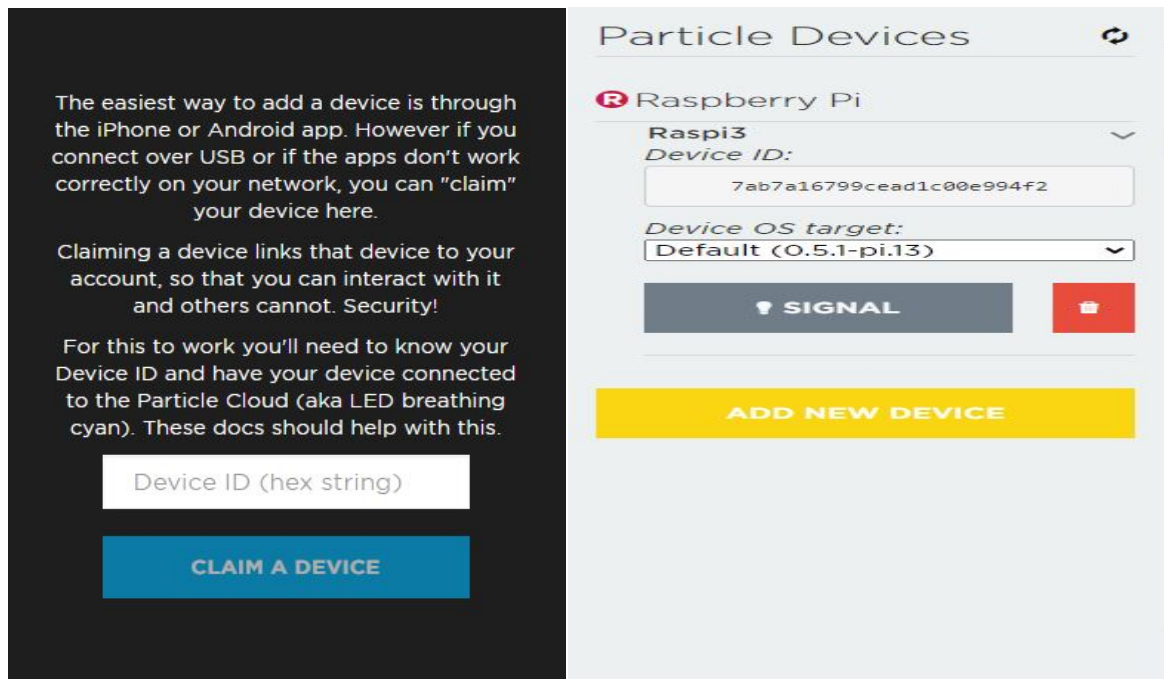 The easiest way to add a device is through
the iPhone or Android app. However if you
connect over USB or if the apps don't work
correctly on your network, you can "claim"
your device here.
Claiming a device links that device to your
account, so that you can interact with it
and others cannot. Security!
For this to work you'll need to know your
Device ID and have your device connected
to the Particle Cloud (aka LED breathing
cyan). These docs should help with this.
Device ID (hex string)
CLAIM A DEVICE
Particle Devices
R Raspberry Pi
Raspi3
Device ID:
7ab7a16799cead1c00e994f2
Device OS target:
Default (0.5.1-pi.13)
SIGNAL
ADD NEW DEVICE